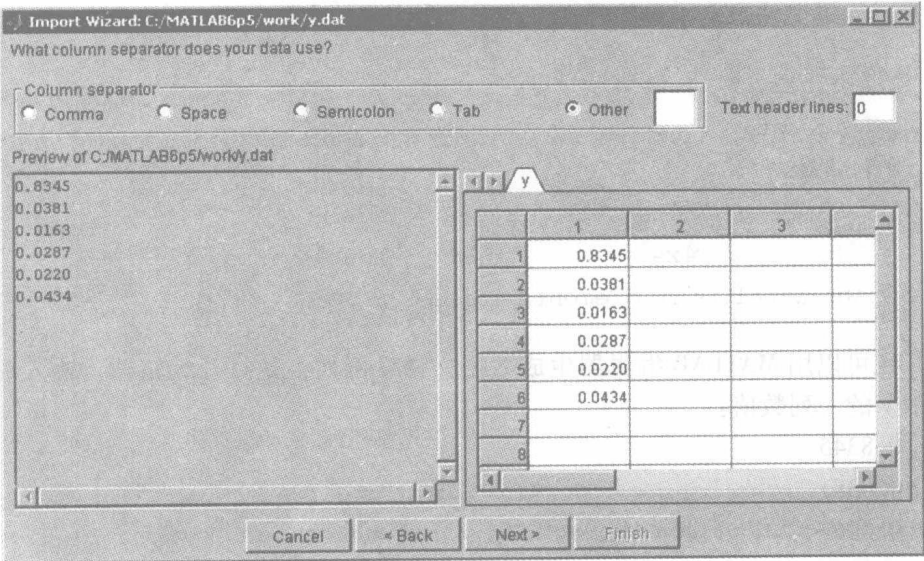 Import Wizard: C:/MATLAB6p5/work/y.dat
What column separator does your data use?
Column separator
Comma Space Semicolon Tab Other Text header lines: 0
Preview of C:/MATLAB6p5/work/y.dat
0.8345
0.0381
0.0163
0.0287
0.0220
0.0434
y
1 2 3
1 0.8345
2 0.0381
3 0.0163
4 0.0287
5 0.0220
6 0.0434
7
8
Cancel < Back Next > Finish